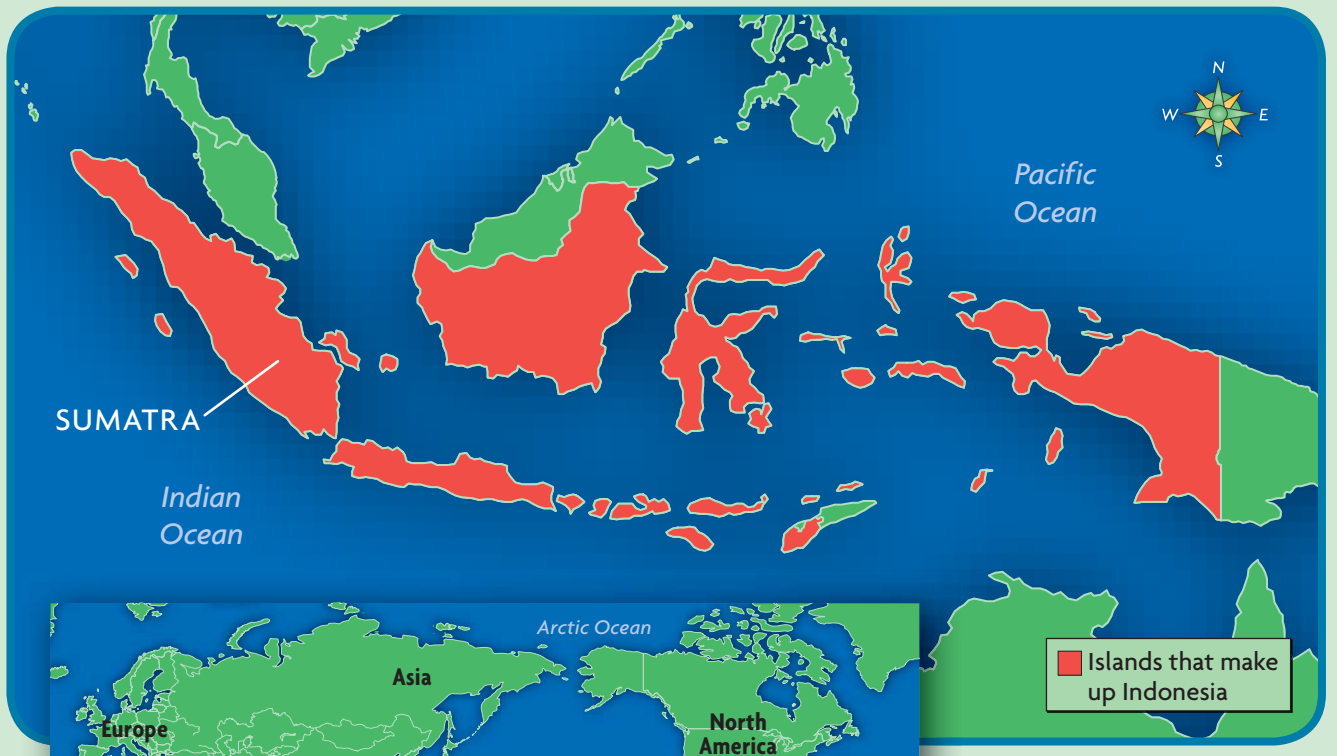 N
W
E
S
Pacific
Ocean
SUMATRA
Indian
Ocean
Arctic Ocean
Asia
Europe
North
America
Islands that make
up Indonesia